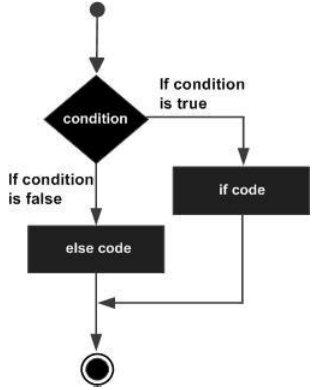 If condition
is true
condition
If condition
is false
if code
else code